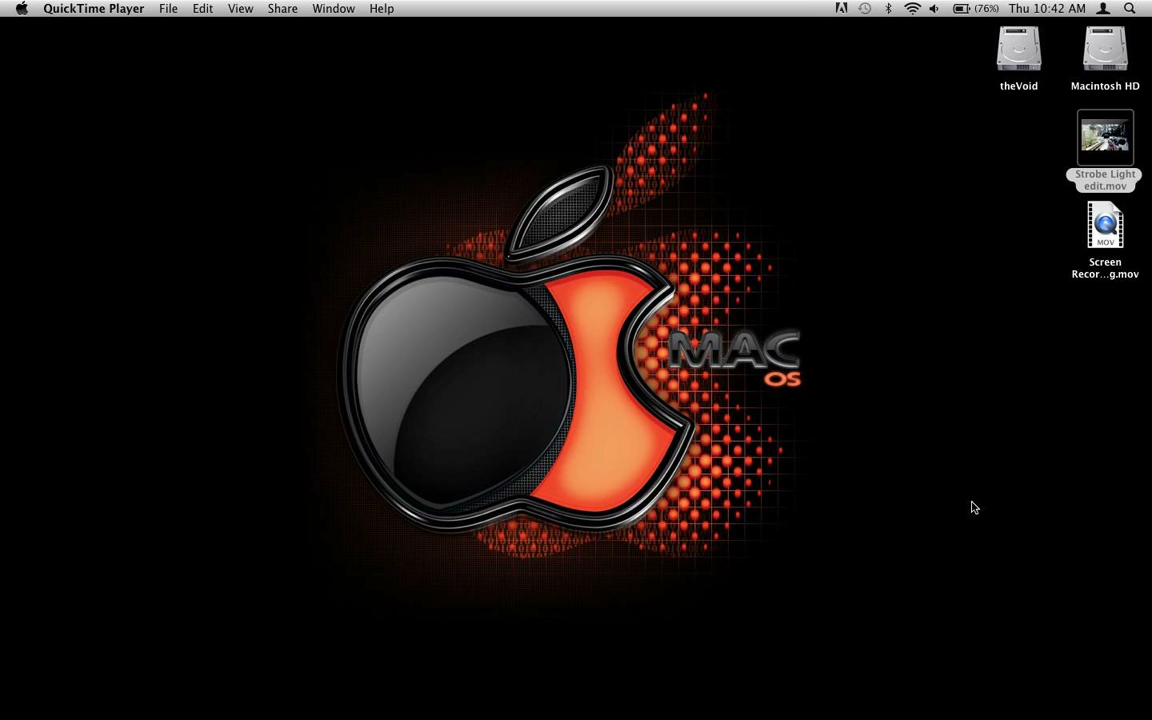 QuickTime Player File Edit View Share Window Help (76%) Thu 10:42 AM
theVoid
Macintosh HD
Strobe Light
edit.mov
MOV
Screen
Recor...g.mov
MAC
OS